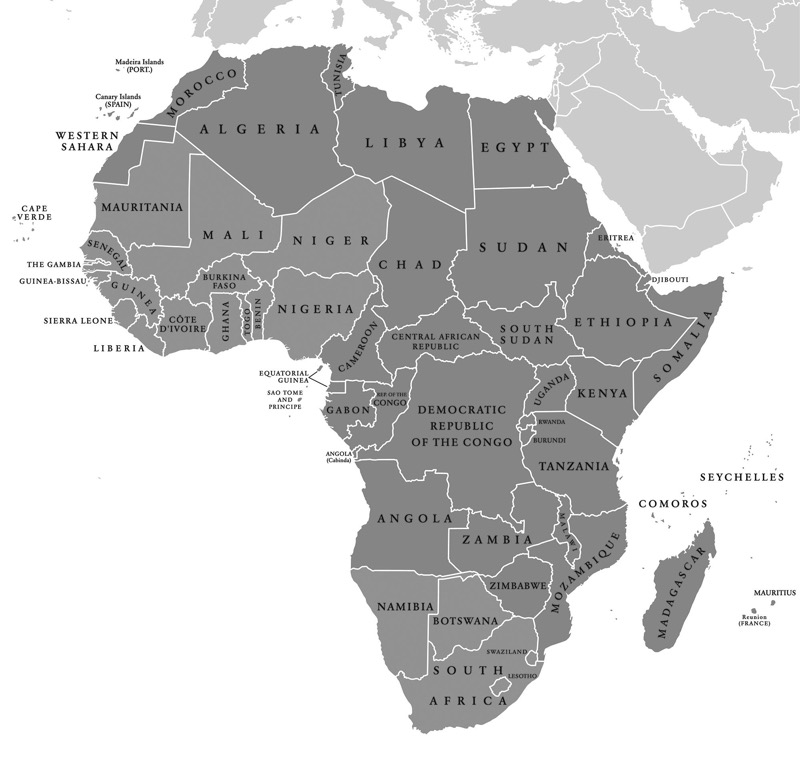 Madeira Islands
(PORT.)
Canary Islands
(SPAIN)
MOROCCO
TUNISIA
ALGERIA
LIBYA
EGYPT
WESTERN
SAHARA
CAPE
VERDE
MAURITANIA
MALI
NIGER
CHAD
SUDAN
ERITREA
DJIBOUTI
SENEGAL
THE GAMBIA
GUINEA-BISSAU
GUINEA
SIERRA LEONE
LIBERIA
CÔTE
D'IVOIRE
BURKINA
FASO
GHANA
TOGO
BENIN
NIGERIA
CAMEROON
CENTRAL AFRICAN
REPUBLIC
SOUTH
SUDAN
ETHIOPIA
SOMALIA
EQUATORIAL
GUINEA
SAO TOME
AND
PRINCIPE
GABON
REP. OF THE
CONGO
DEMOCRATIC
REPUBLIC
OF THE CONGO
UGANDA
KENYA
RWANDA
BURUNDI
TANZANIA
ANGOLA
(Cabinda)
SEYCHELLES
COMOROS
ANGOLA
ZAMBIA
MALAWI
MOZAMBIQUE
MADAGASCAR
MAURITIUS
Reunion
(FRANCE)
ZIMBABWE
NAMIBIA
BOTSWANA
SWAZILAND
LESOTHO
SOUTH
AFRICA